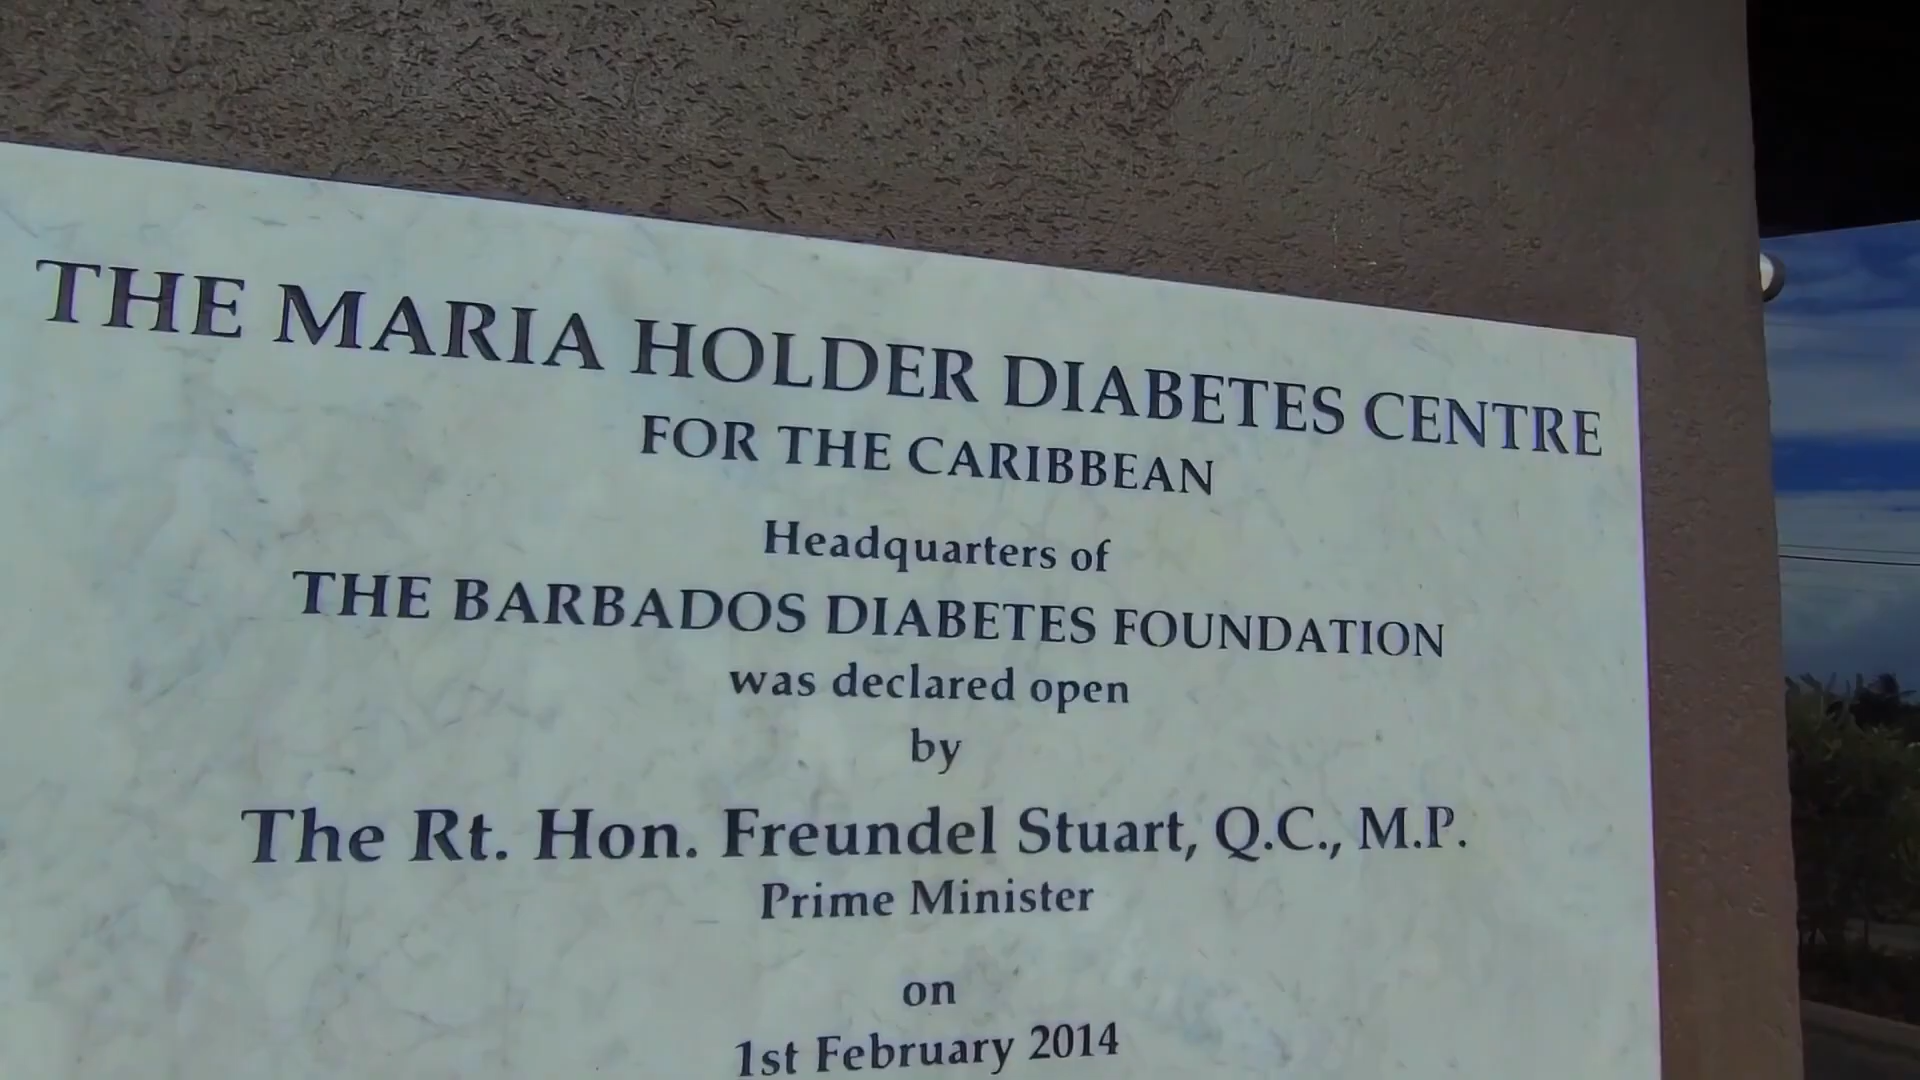 THE MARIA HOLDER DIABETES CENTRE
FOR THE CARIBBEAN
Headquarters of
THE BARBADOS DIABETES FOUNDATION
was declared open
by
The Rt. Hon. Freundel Stuart, Q.C., M.P.
Prime Minister
on
1st February 2014